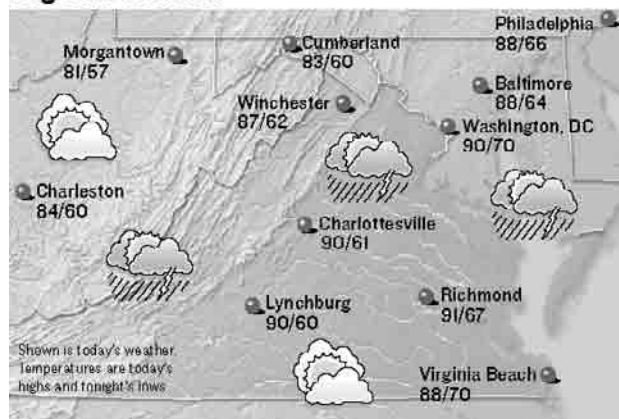 Philadelphia
88/66
Morgantown
81/57
Cumberland
83/60
Baltimore
88/64
Winchester
87/62
Washington, DC
90/70
Charleston
84/60
Charlottesville
90/61
Lynchburg
90/60
Richmond
91/67
Shown is today's weather.
Temperatures are today's
highs and tonight's lows
Virginia Beach
88/70